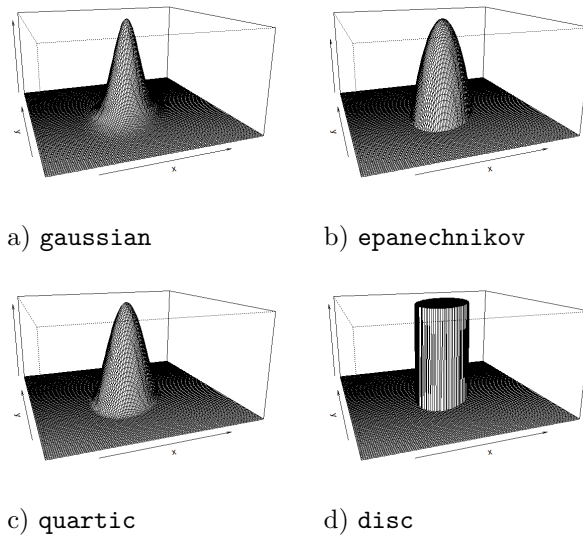 y
x
y
x
a) gaussian
b) epanechnikov
y
x
y
x
c) quartic
d) disc